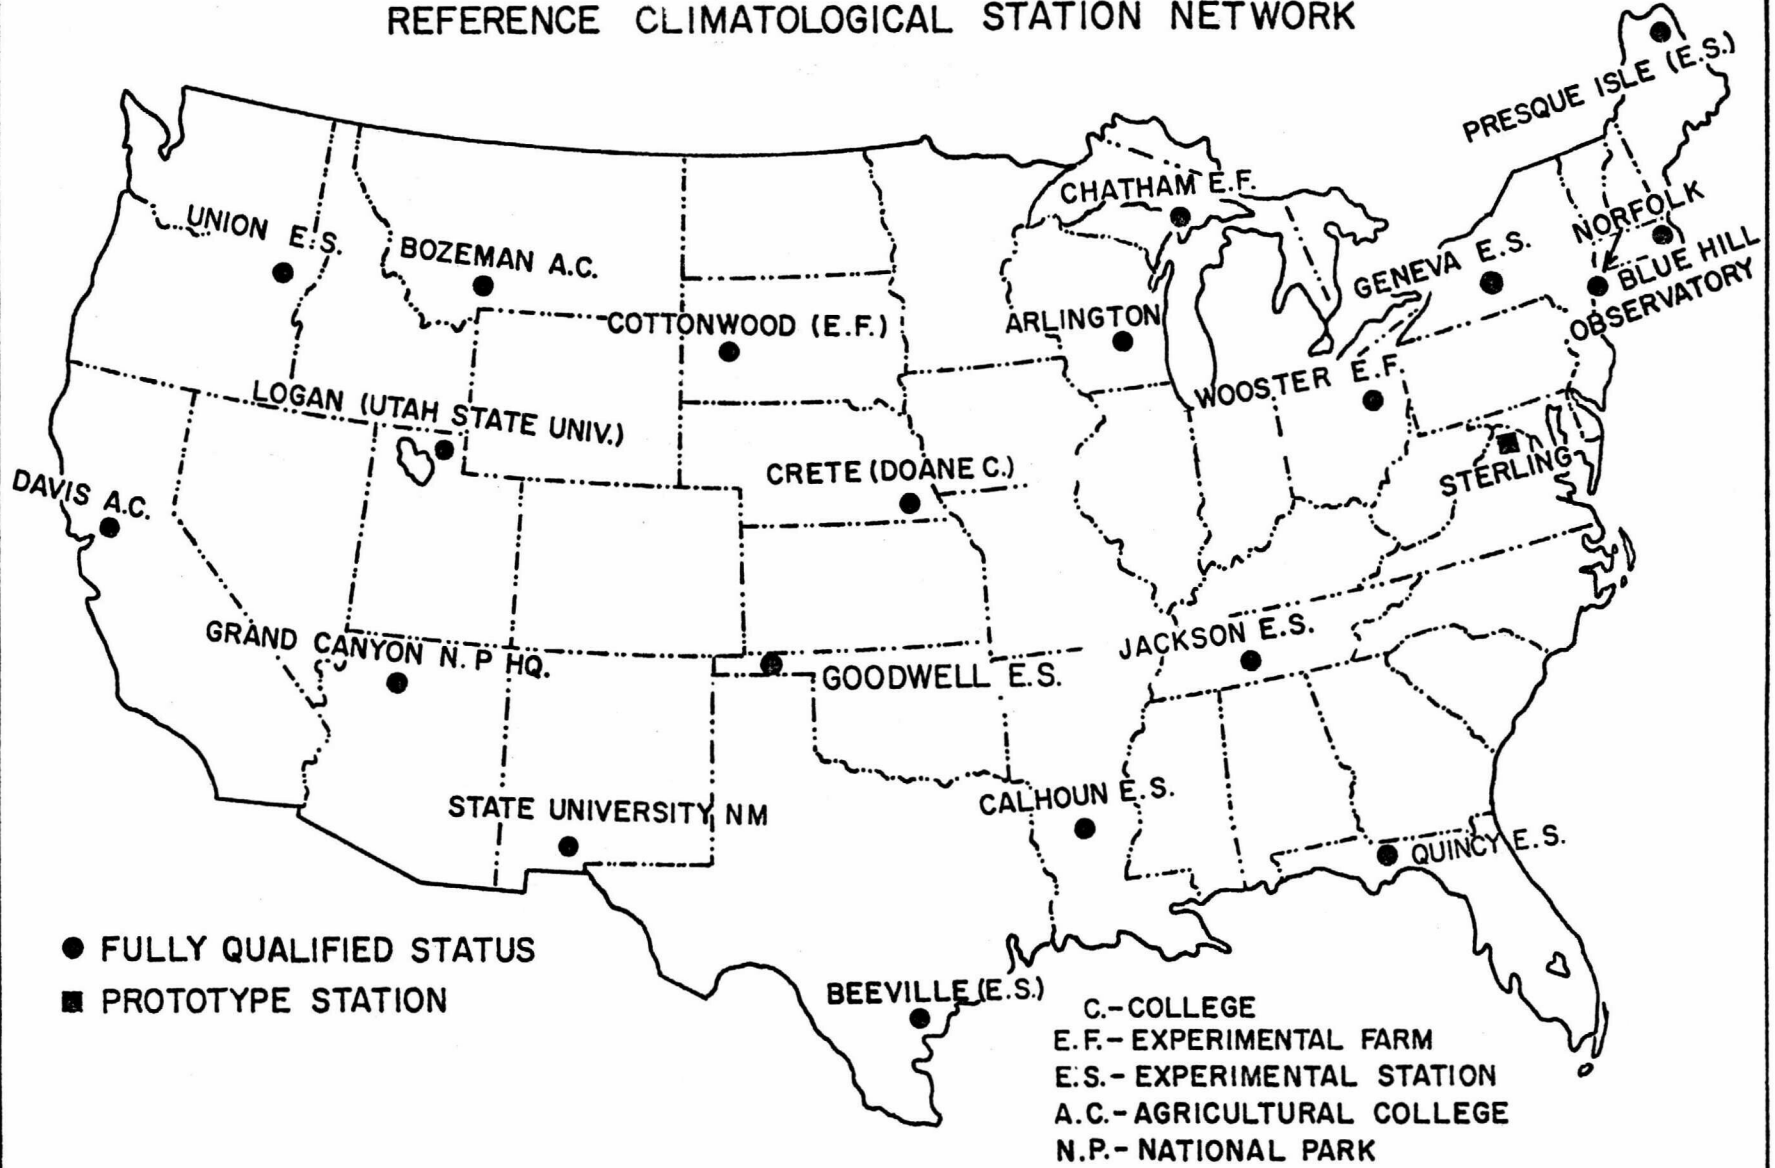 REFERENCE CLIMATOLOGICAL STATION NETWORK
PRESQUE ISLE (E.S.)
CHATHAM E.F.
NORFOLK
UNION E.S.
BOZEMAN A.C.
GENEVA E.S.
BLUE HILL
OBSERVATORY
COTTONWOOD (E.F.)
ARLINGTON
WOOSTER E.F.
LOGAN (UTAH STATE UNIV.)
CRETE (DOANE C.)
STERLING
DAVIS A.C.
GRAND CANYON N.P HQ.
JACKSON E.S.
GOODWELL E.S.
STATE UNIVERSITY NM
CALHOUN E.S.
QUINCY E.S.
BEEVILLE (E.S.)
FULLY QUALIFIED STATUS
PROTOTYPE STATION
C.-COLLEGE
E.F.-EXPERIMENTAL FARM
E.S.-EXPERIMENTAL STATION
A.C.-AGRICULTURAL COLLEGE
N.P.-NATIONAL PARK